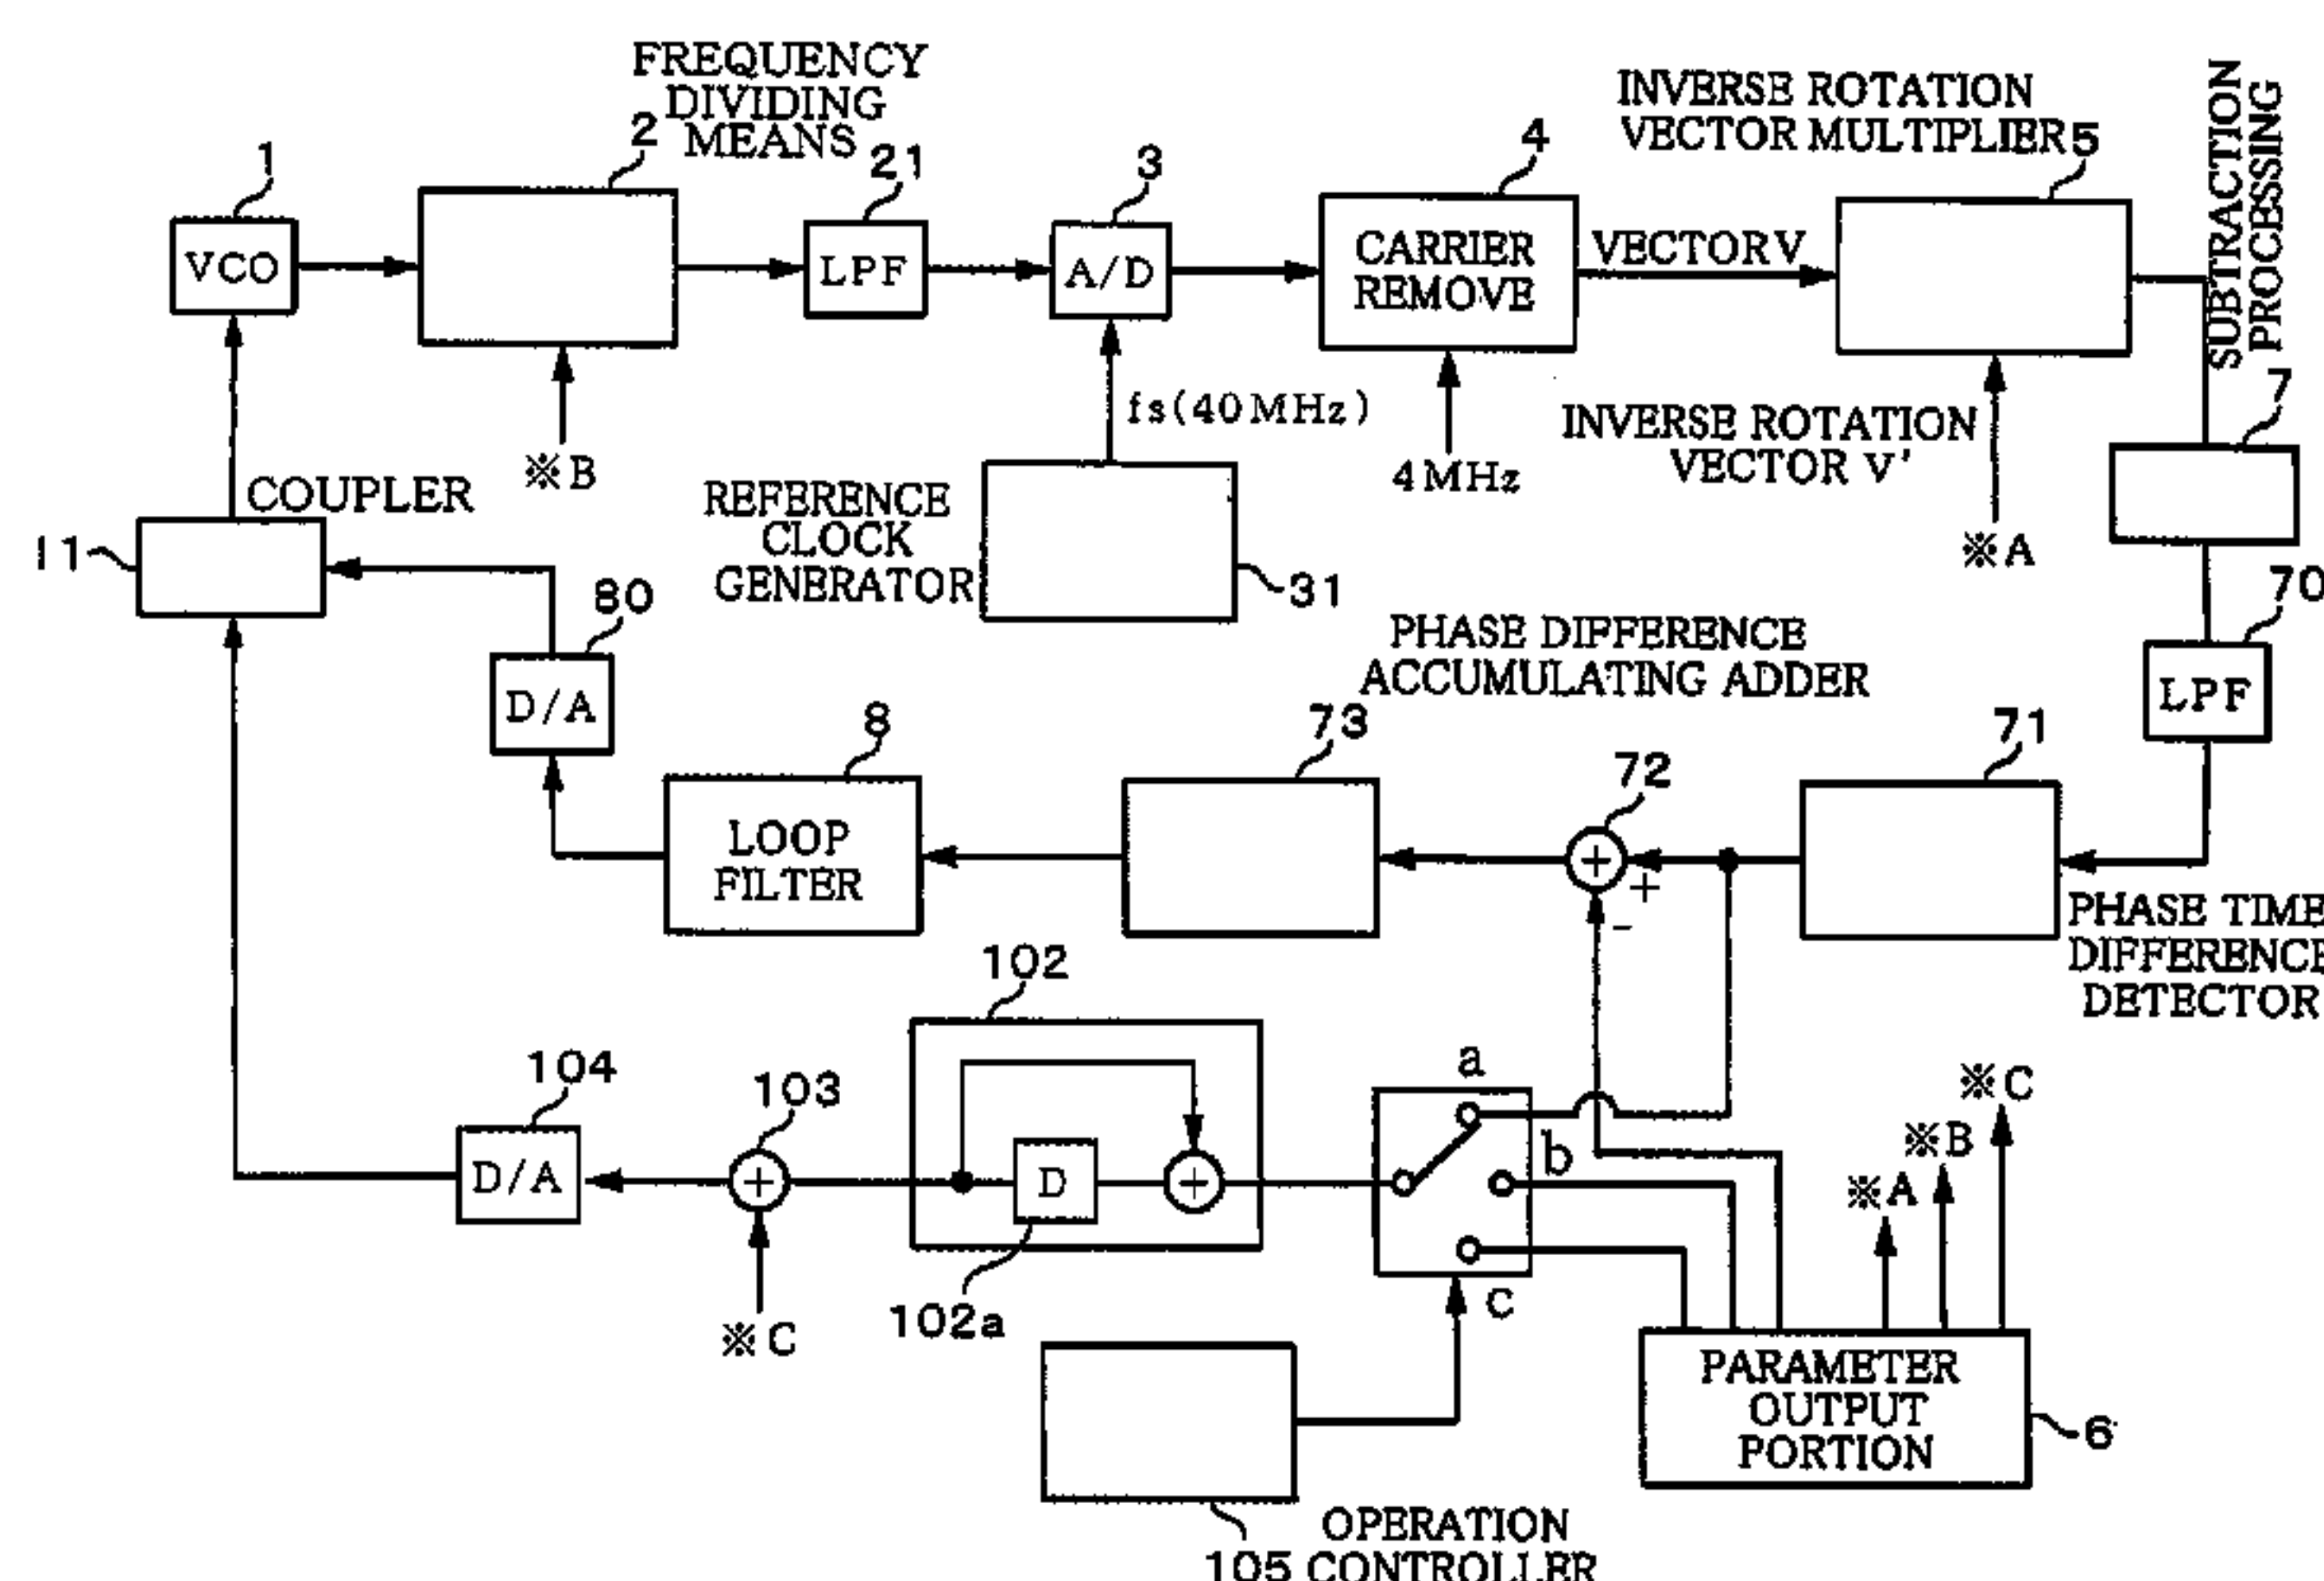 FREQUENCY
DIVIDING
MEANS
1
2
21
3
4
INVERSE ROTATION
VECTOR MULTIPLIER
5
SUBTRACTION
PROCESSING
VCO
LPF
A/D
CARRIER
REMOVE
VECTOR V
7
fs(40MHz)
※B
4MHz
INVERSE ROTATION
VECTOR V'
※A
COUPLER
11
REFERENCE
CLOCK
GENERATOR
31
70
LPF
80
D/A
PHASE DIFFERENCE
ACCUMULATING ADDER
8
73
72
71
LOOP
FILTER
+
+
-
PHASE TIME
DIFFERENCE
DETECTOR
102
104
103
D/A
+
D
+
102a
※C
a
b
c
※A
※B
※C
PARAMETER
OUTPUT
PORTION
6
OPERATION
105 CONTROLLER